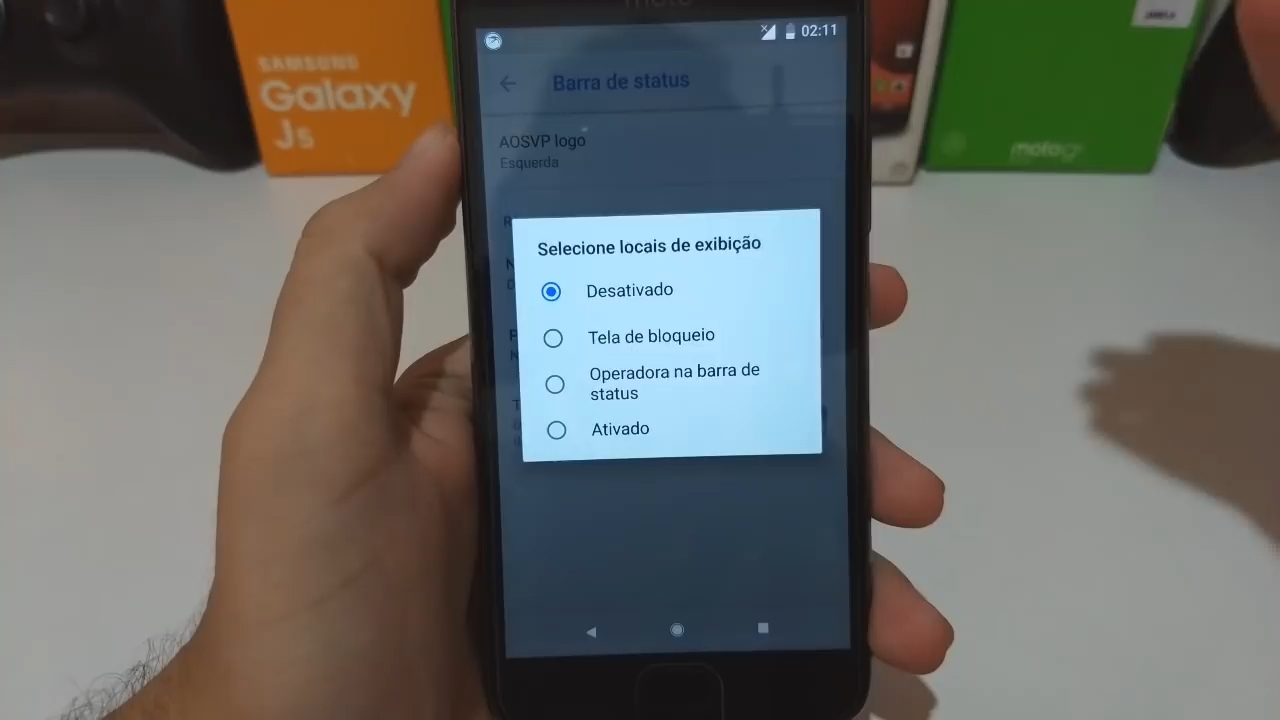 moto
SAMSUNG
Galaxy
J5
02:11
Barra de status
AOSVP logo
Esquerda
Selecione locais de exibição
Desativado
Tela de bloqueio
Operadora na barra de
status
Ativado